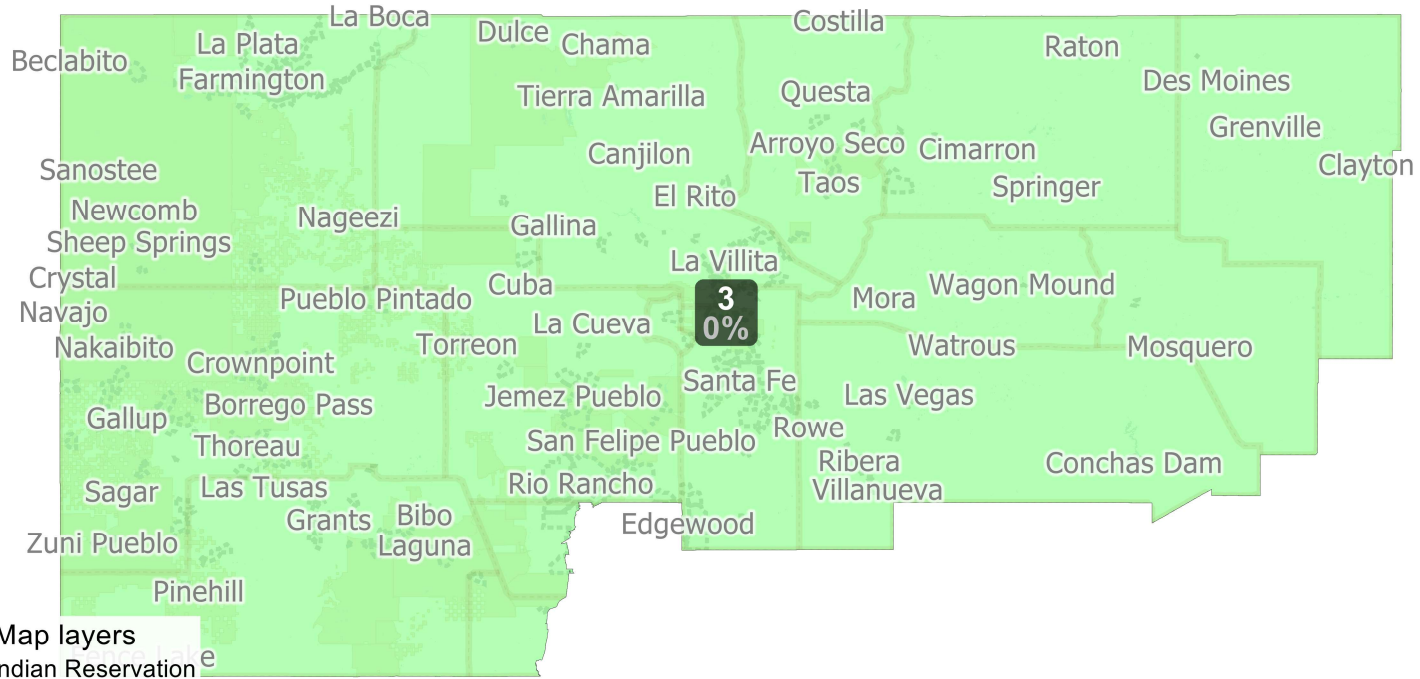 La Boca
Costilla
Dulce
Chama
La Plata
Raton
Beclabito
Farmington
Des Moines
Tierra Amarilla
Questa
Grenville
Arroyo Seco
Cimarron
Canjilon
Clayton
Sanostee
Taos
Springer
El Rito
Newcomb
Nageezi
Gallina
Sheep Springs
La Villita
Crystal
Cuba
Wagon Mound
3
Pueblo Pintado
Mora
Navajo
La Cueva
0%
Nakaibito
Torreon
Watrous
Mosquero
Crownpoint
Santa Fe
Jemez Pueblo
Las Vegas
Borrego Pass
Gallup
Rowe
San Felipe Pueblo
Thoreau
Ribera
Conchas Dam
Rio Rancho
Villanueva
Sagar
Las Tusas
Bibo
Grants
Edgewood
Zuni Pueblo
Laguna
Pinehill
Map layers
Fence Lake
ndian Reservation